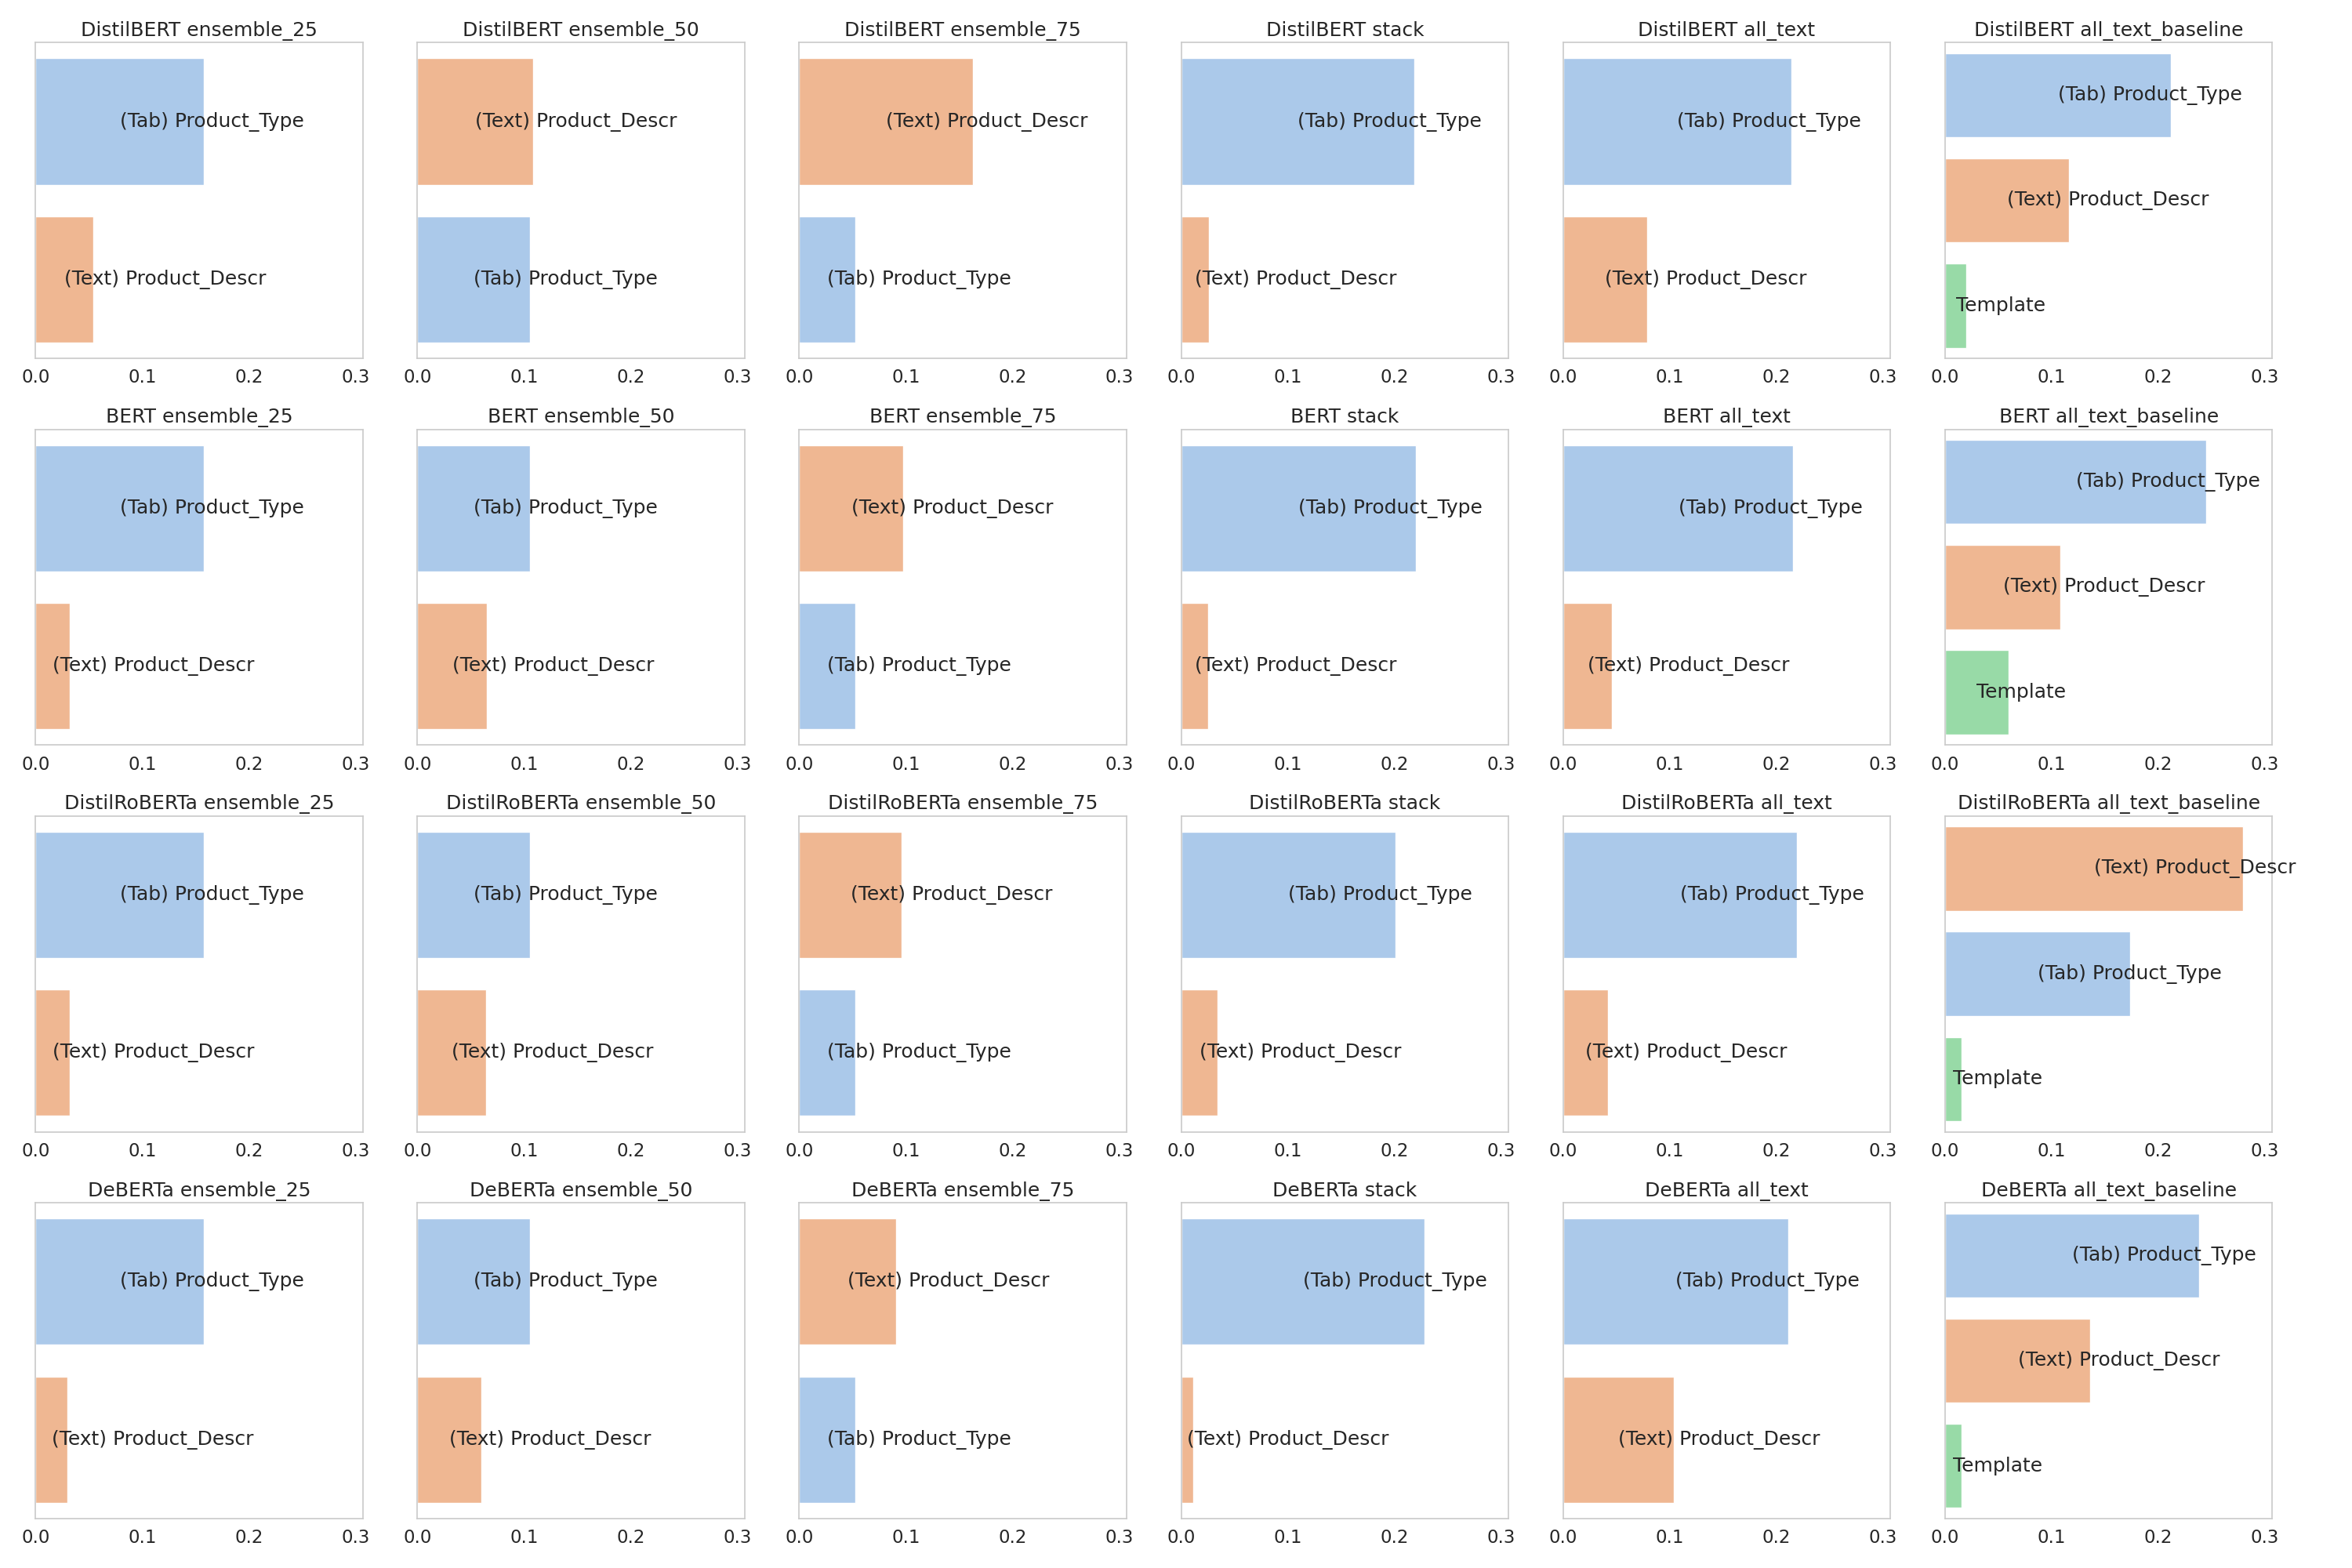 DistilBERT ensemble_25
(Tab) Product_Type
(Text) Product_Descr
0.0 0.1 0.2 0.3
DistilBERT ensemble_50
(Text) Product_Descr
(Tab) Product_Type
0.0 0.1 0.2 0.3
DistilBERT ensemble_75
(Text) Product_Descr
(Tab) Product_Type
0.0 0.1 0.2 0.3
DistilBERT stack
(Tab) Product_Type
(Text) Product_Descr
0.0 0.1 0.2 0.3
DistilBERT all_text
(Tab) Product_Type
(Text) Product_Descr
0.0 0.1 0.2 0.3
DistilBERT all_text_baseline
(Tab) Product_Type
(Text) Product_Descr
Template
0.0 0.1 0.2 0.3
BERT ensemble_25
(Tab) Product_Type
(Text) Product_Descr
0.0 0.1 0.2 0.3
BERT ensemble_50
(Tab) Product_Type
(Text) Product_Descr
0.0 0.1 0.2 0.3
BERT ensemble_75
(Text) Product_Descr
(Tab) Product_Type
0.0 0.1 0.2 0.3
BERT stack
(Tab) Product_Type
(Text) Product_Descr
0.0 0.1 0.2 0.3
BERT all_text
(Tab) Product_Type
(Text) Product_Descr
0.0 0.1 0.2 0.3
BERT all_text_baseline
(Tab) Product_Type
(Text) Product_Descr
Template
0.0 0.1 0.2 0.3
DistilRoBERTa ensemble_25
(Tab) Product_Type
(Text) Product_Descr
0.0 0.1 0.2 0.3
DistilRoBERTa ensemble_50
(Tab) Product_Type
(Text) Product_Descr
0.0 0.1 0.2 0.3
DistilRoBERTa ensemble_75
(Text) Product_Descr
(Tab) Product_Type
0.0 0.1 0.2 0.3
DistilRoBERTa stack
(Tab) Product_Type
(Text) Product_Descr
0.0 0.1 0.2 0.3
DistilRoBERTa all_text
(Tab) Product_Type
(Text) Product_Descr
0.0 0.1 0.2 0.3
DistilRoBERTa all_text_baseline
(Text) Product_Descr
(Tab) Product_Type
Template
0.0 0.1 0.2 0.3
DeBERTa ensemble_25
(Tab) Product_Type
(Text) Product_Descr
0.0 0.1 0.2 0.3
DeBERTa ensemble_50
(Tab) Product_Type
(Text) Product_Descr
0.0 0.1 0.2 0.3
DeBERTa ensemble_75
(Text) Product_Descr
(Tab) Product_Type
0.0 0.1 0.2 0.3
DeBERTa stack
(Tab) Product_Type
(Text) Product_Descr
0.0 0.1 0.2 0.3
DeBERTa all_text
(Tab) Product_Type
(Text) Product_Descr
0.0 0.1 0.2 0.3
DeBERTa all_text_baseline
(Tab) Product_Type
(Text) Product_Descr
Template
0.0 0.1 0.2 0.3